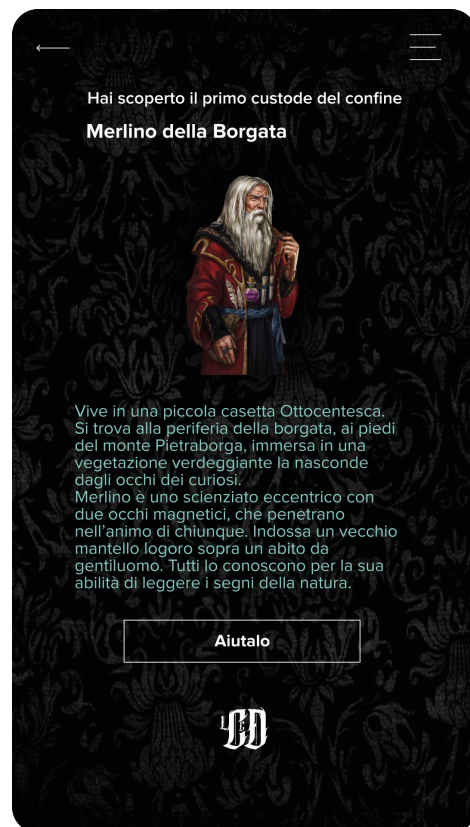 Hai scoperto il primo custode del confine
Merlino della Borgata
Vive in una piccola casetta Ottocentesca.
Si trova alla periferia della borgata, ai piedi
del monte Pietraborga, immersa in una
vegetazione verdeggiante la nasconde
dagli occhi dei curiosi.
Merlino è uno scienziato eccentrico con
due occhi magnetici, che penetrano
nell’animo di chiunque. Indossa un vecchio
mantello logoro sopra un abito da
gentiluomo. Tutti lo conoscono per la sua
abilità di leggere i segni della natura.
Aiutalo